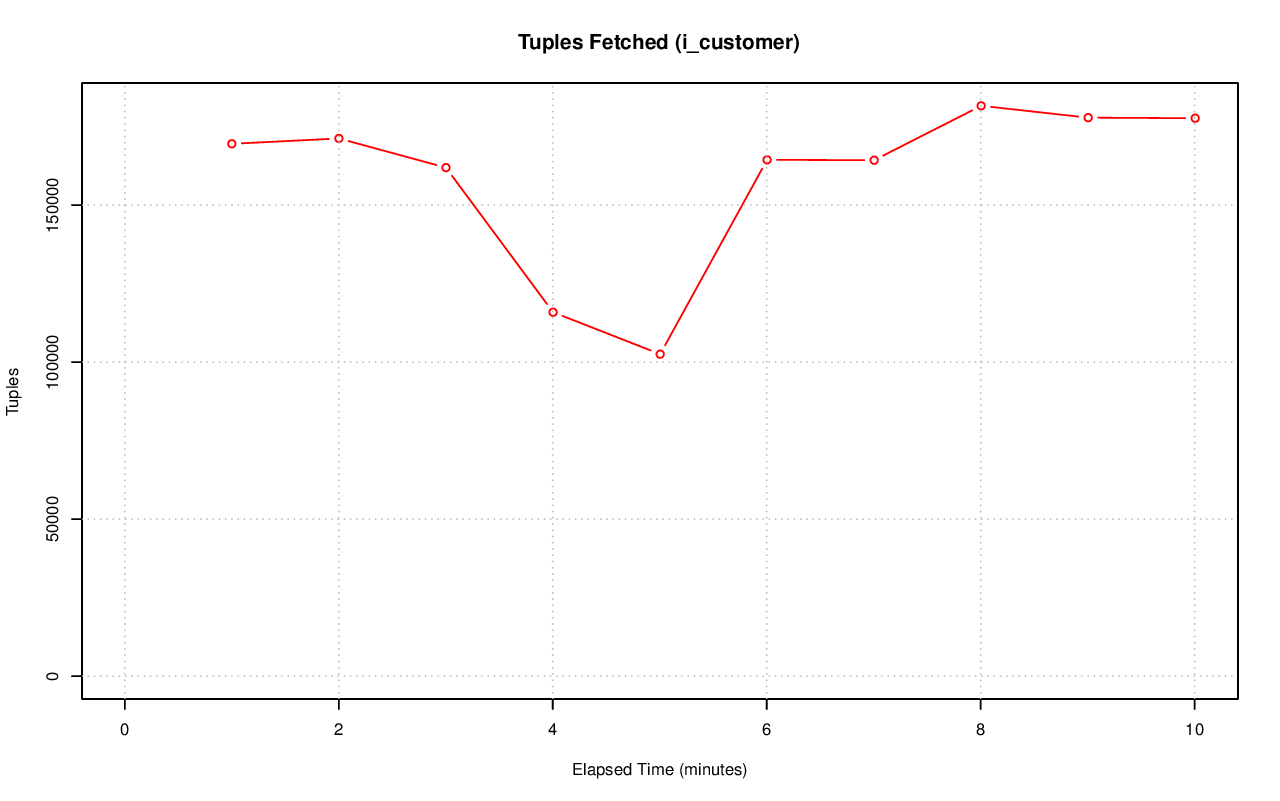 Tuples Fetched (i_customer)
Tuples
150000
100000
50000
0
0 2 4 6 8 10
Elapsed Time (minutes)